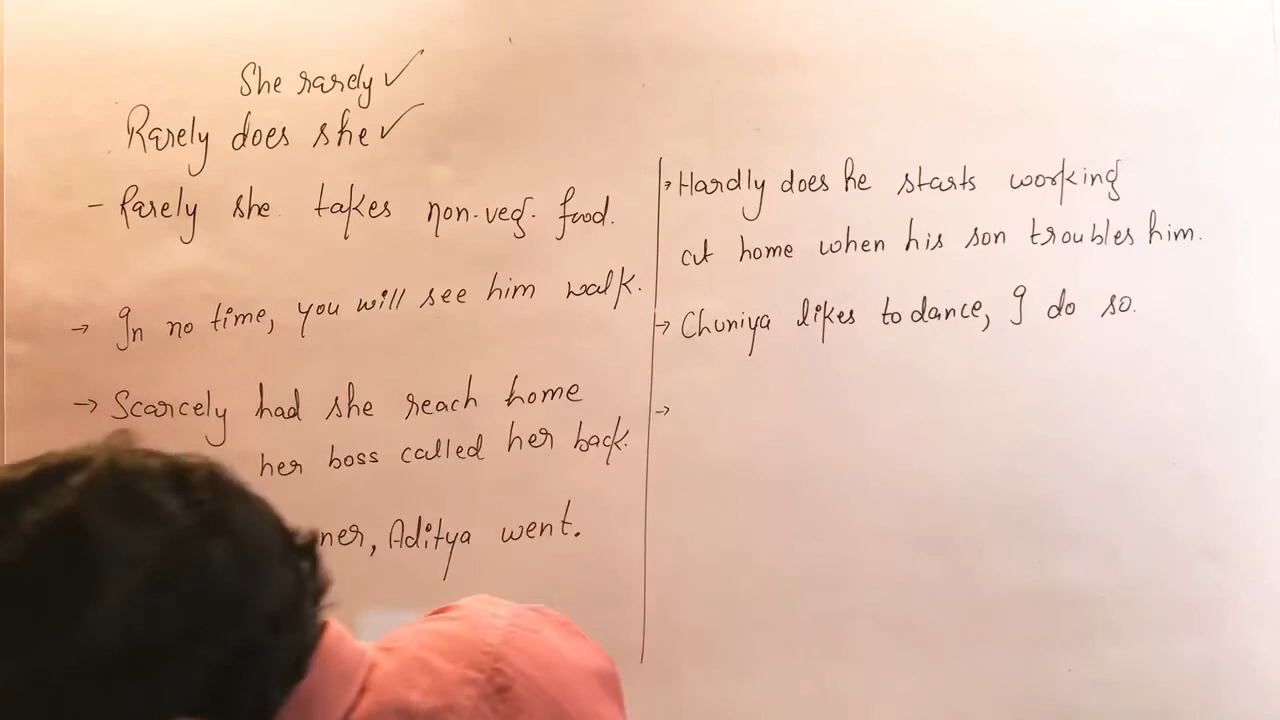 She rarely ✓
Rarely does she ✓
- Rarely she takes non-veg. food.
→ In no time, you will see him walk.
→ Scarcely had she reach home
her boss called her back.
ner, Aditya went.
→ Hardly does he starts working
at home when his son troubles him.
→ Chuniya likes to dance, I do so.
→